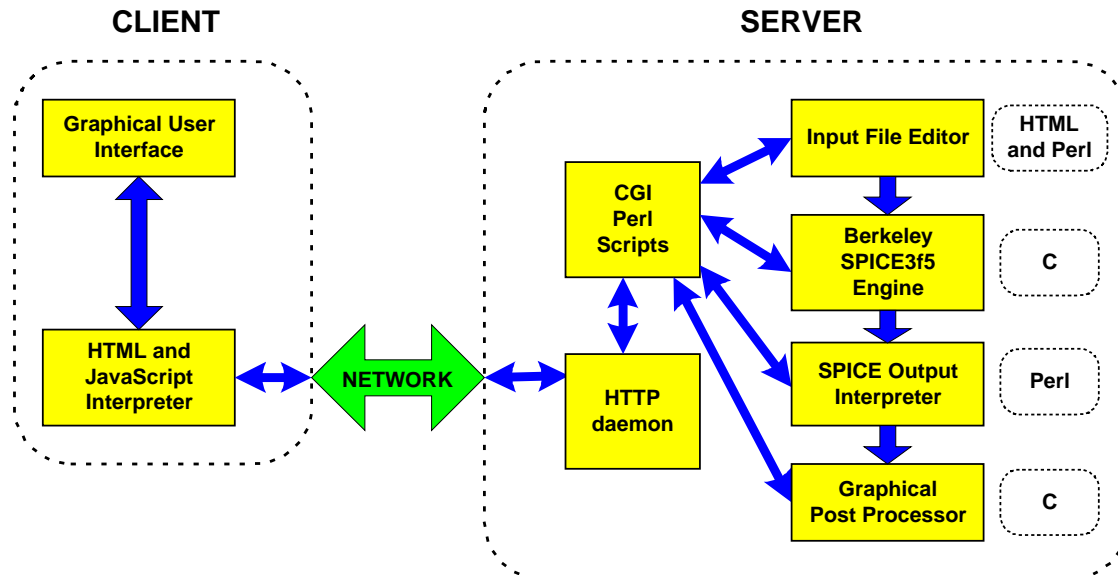 CLIENT
SERVER
Graphical User
Interface
HTML and
JavaScript
Interpreter
NETWORK
CGI
Perl
Scripts
HTTP
daemon
Input File Editor
HTML
and Perl
Berkeley
SPICE3f5
Engine
C
SPICE Output
Interpreter
Perl
Graphical
Post Processor
C